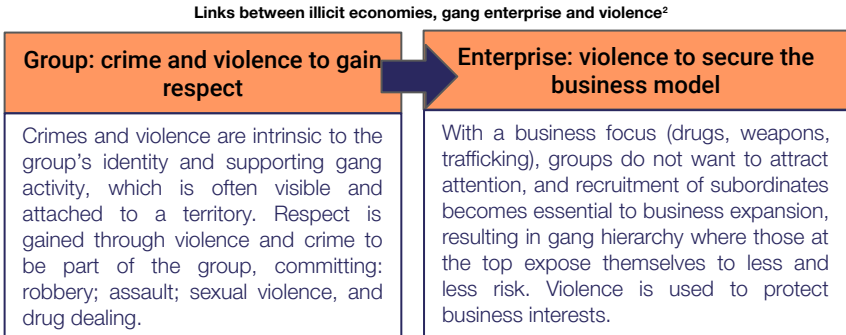 Links between illicit economies, gang enterprise and violence²
Group: crime and violence to gain
respect
Crimes and violence are intrinsic to the
group’s identity and supporting gang
activity, which is often visible and
attached to a territory. Respect is
gained through violence and crime to
be part of the group, committing:
robbery; assault; sexual violence, and
drug dealing.
Enterprise: violence to secure the
business model
With a business focus (drugs, weapons,
trafficking), groups do not want to attract
attention, and recruitment of subordinates
becomes essential to business expansion,
resulting in gang hierarchy where those at
the top expose themselves to less and
less risk. Violence is used to protect
business interests.